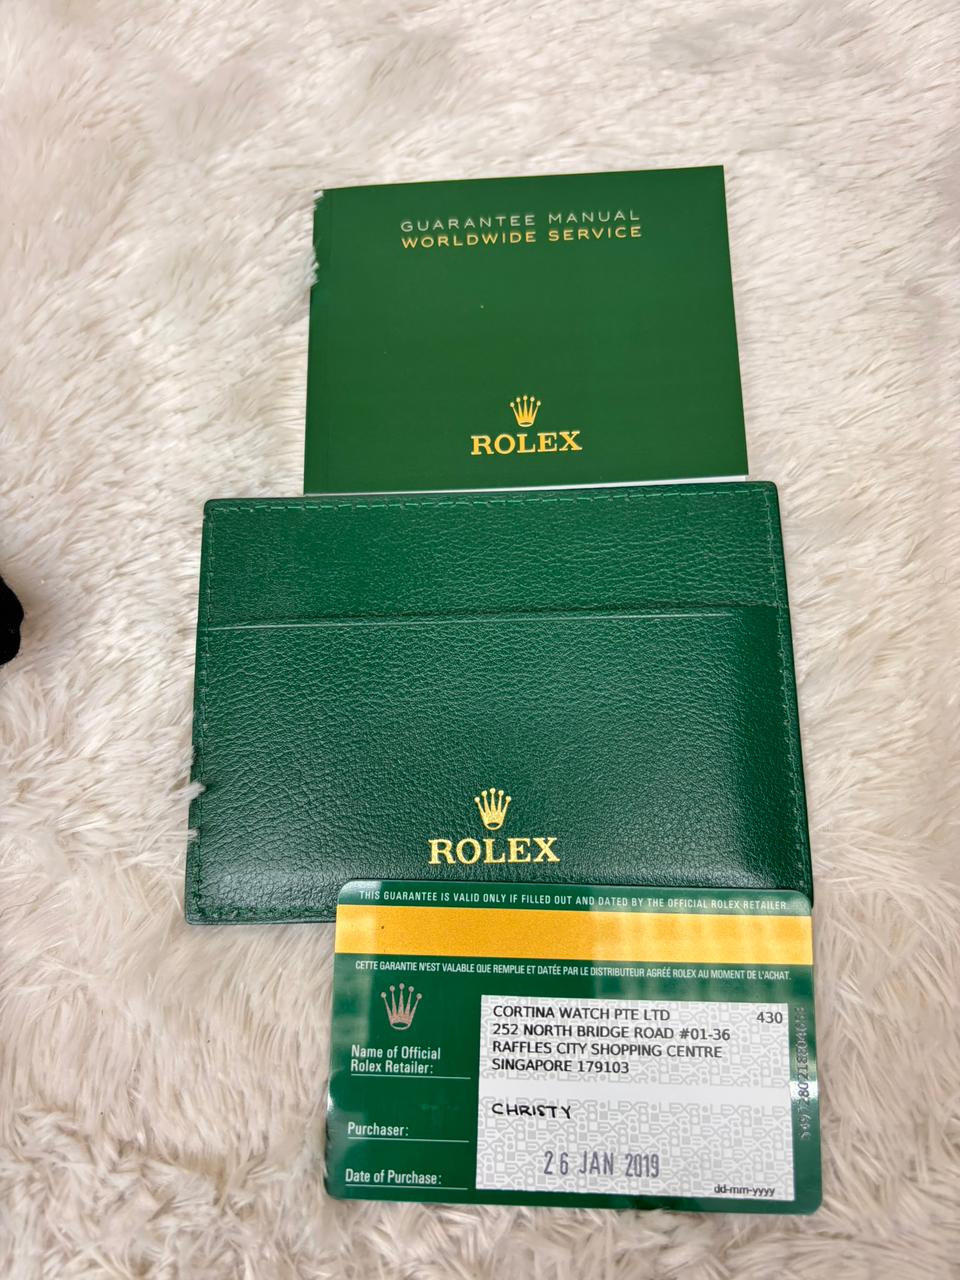 GUARANTEE MANUAL
WORLDWIDE SERVICE
ROLEX
ROLEX
THIS GUARANTEE IS VALID ONLY IF FILLED OUT AND DATED BY THE OFFICIAL ROLEX RETAILER.
CETTE GARANTIE N'EST VALABLE QUE REMPLIE ET DATÉE PAR LE DISTRIBUTEUR AGRÉÉ ROLEX AU MOMENT DE L'ACHAT.
CORTINA WATCH PTE LTD 430
252 NORTH BRIDGE ROAD #01-36
RAFFLES CITY SHOPPING CENTRE
SINGAPORE 179103
Name of Official
Rolex Retailer:
CHRISTY
Purchaser:
26 JAN 2019
Date of Purchase:
dd-mm-yyyy